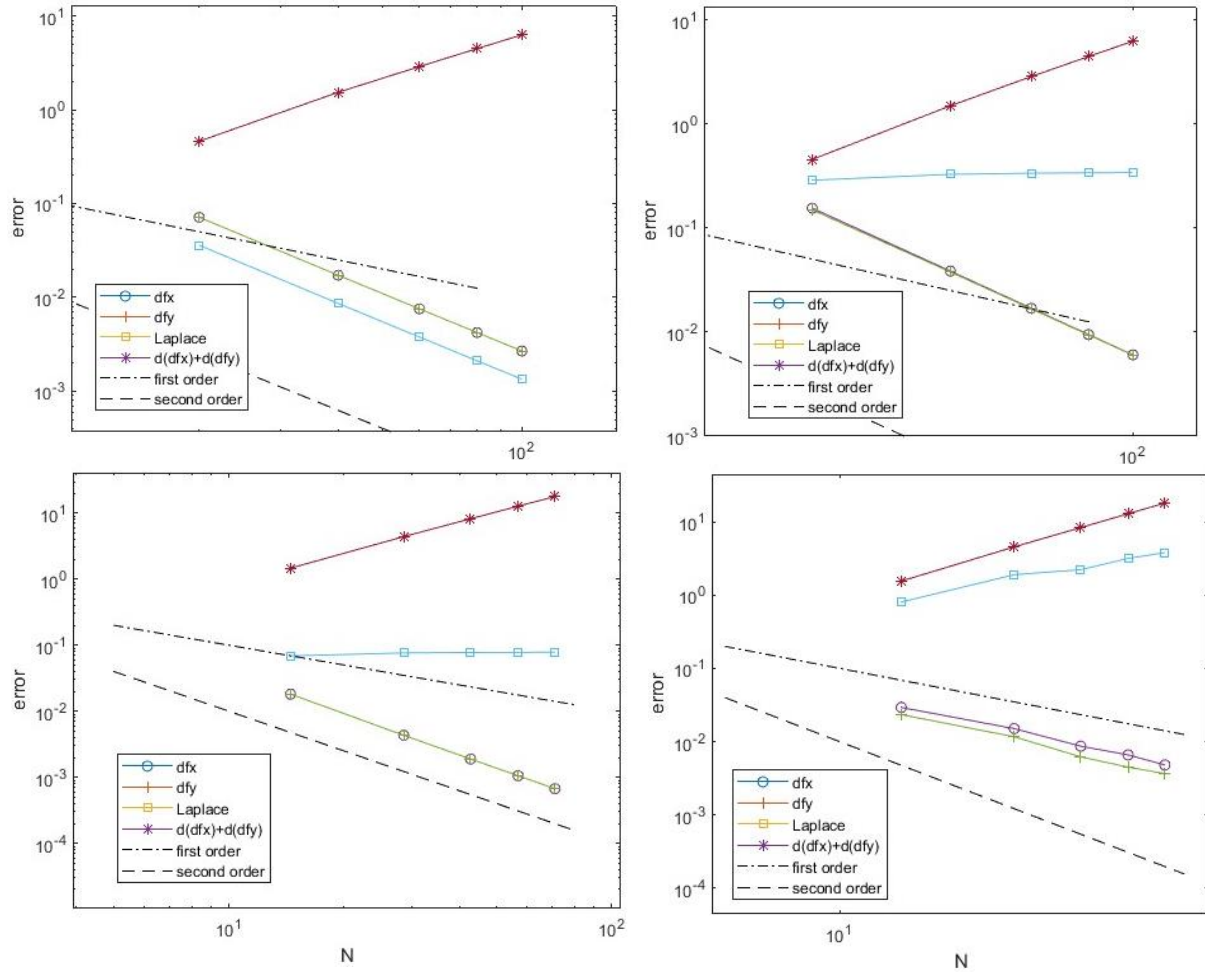 10^1
10^0
10^-1
10^-2
10^-3
error
dfx
dfy
Laplace
d(dfx)+d(dfy)
first order
second order
10^2
10^1
10^0
10^-1
10^-2
10^-3
error
dfx
dfy
Laplace
d(dfx)+d(dfy)
first order
second order
10^2
10^1
10^0
10^-1
10^-2
10^-3
10^-4
error
dfx
dfy
Laplace
d(dfx)+d(dfy)
first order
second order
10^1
10^2
N
10^1
10^0
10^-1
10^-2
10^-3
10^-4
error
dfx
dfy
Laplace
d(dfx)+d(dfy)
first order
second order
10^1
N